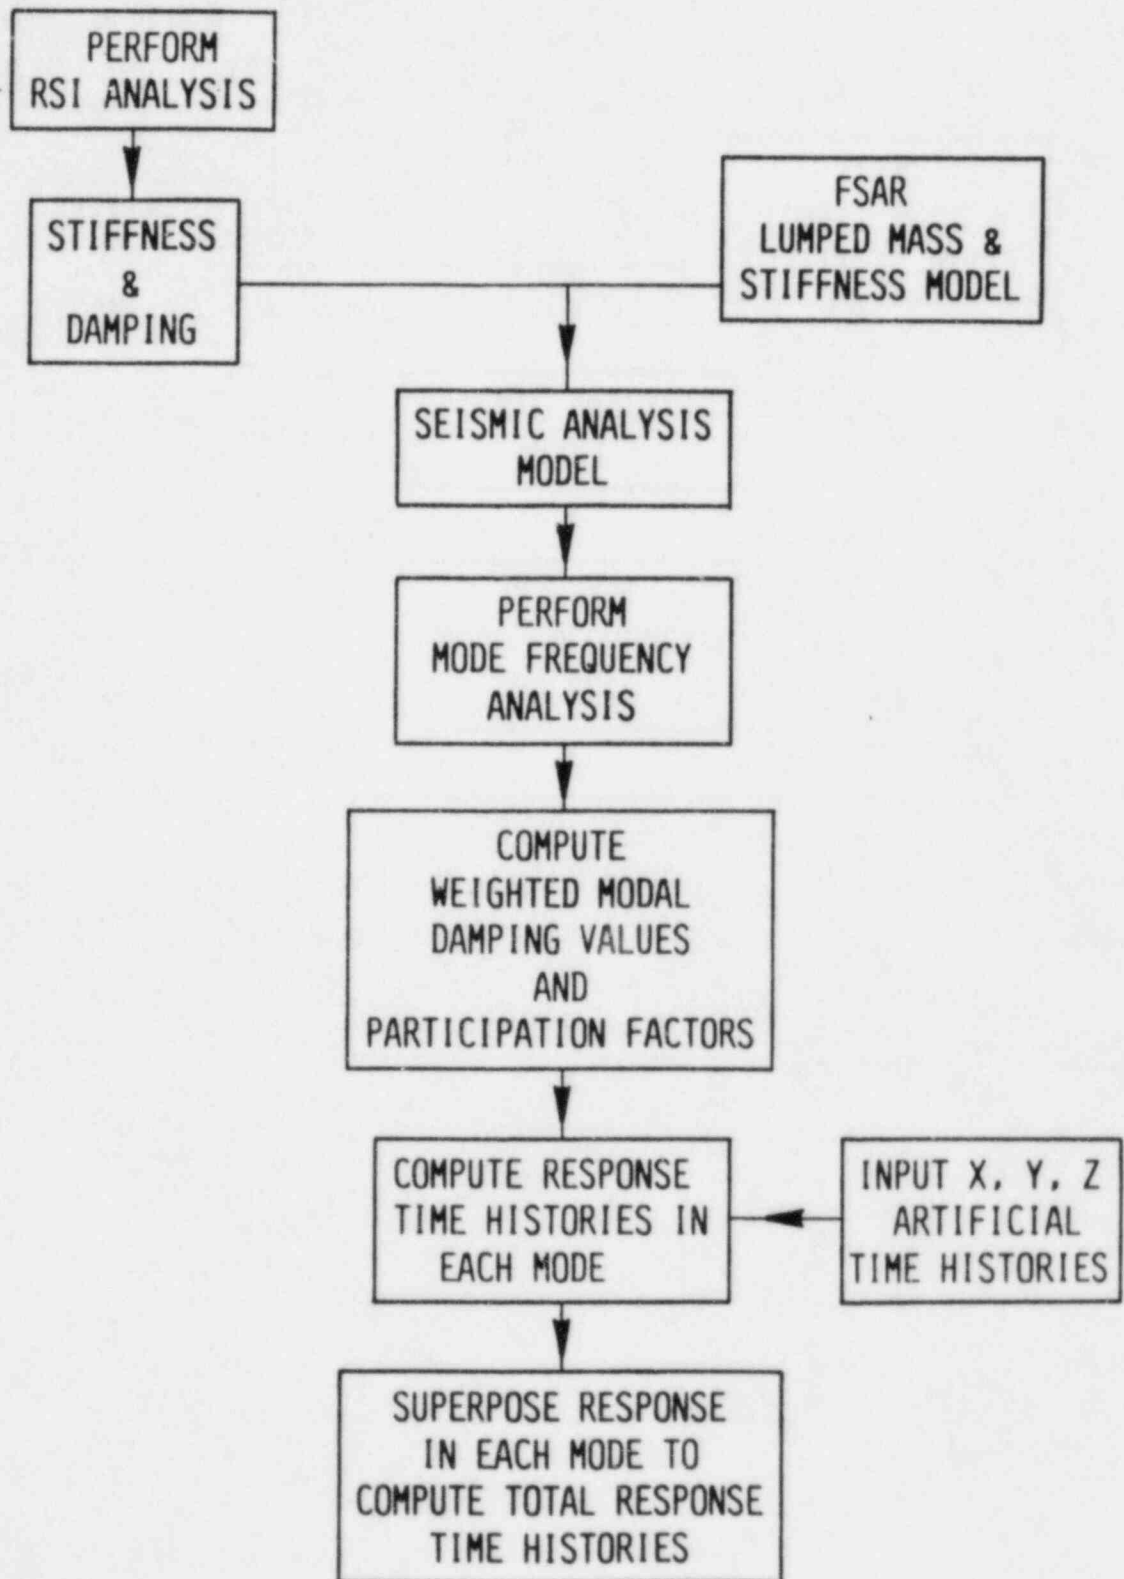 PERFORM
RSI ANALYSIS
STIFFNESS
&
DAMPING
FSAR
LUMPED MASS &
STIFFNESS MODEL
SEISMIC ANALYSIS
MODEL
PERFORM
MODE FREQUENCY
ANALYSIS
COMPUTE
WEIGHTED MODAL
DAMPING VALUES
AND
PARTICIPATION FACTORS
COMPUTE RESPONSE
TIME HISTORIES IN
EACH MODE
INPUT X, Y, Z
ARTIFICIAL
TIME HISTORIES
SUPERPOSE RESPONSE
IN EACH MODE TO
COMPUTE TOTAL RESPONSE
TIME HISTORIES